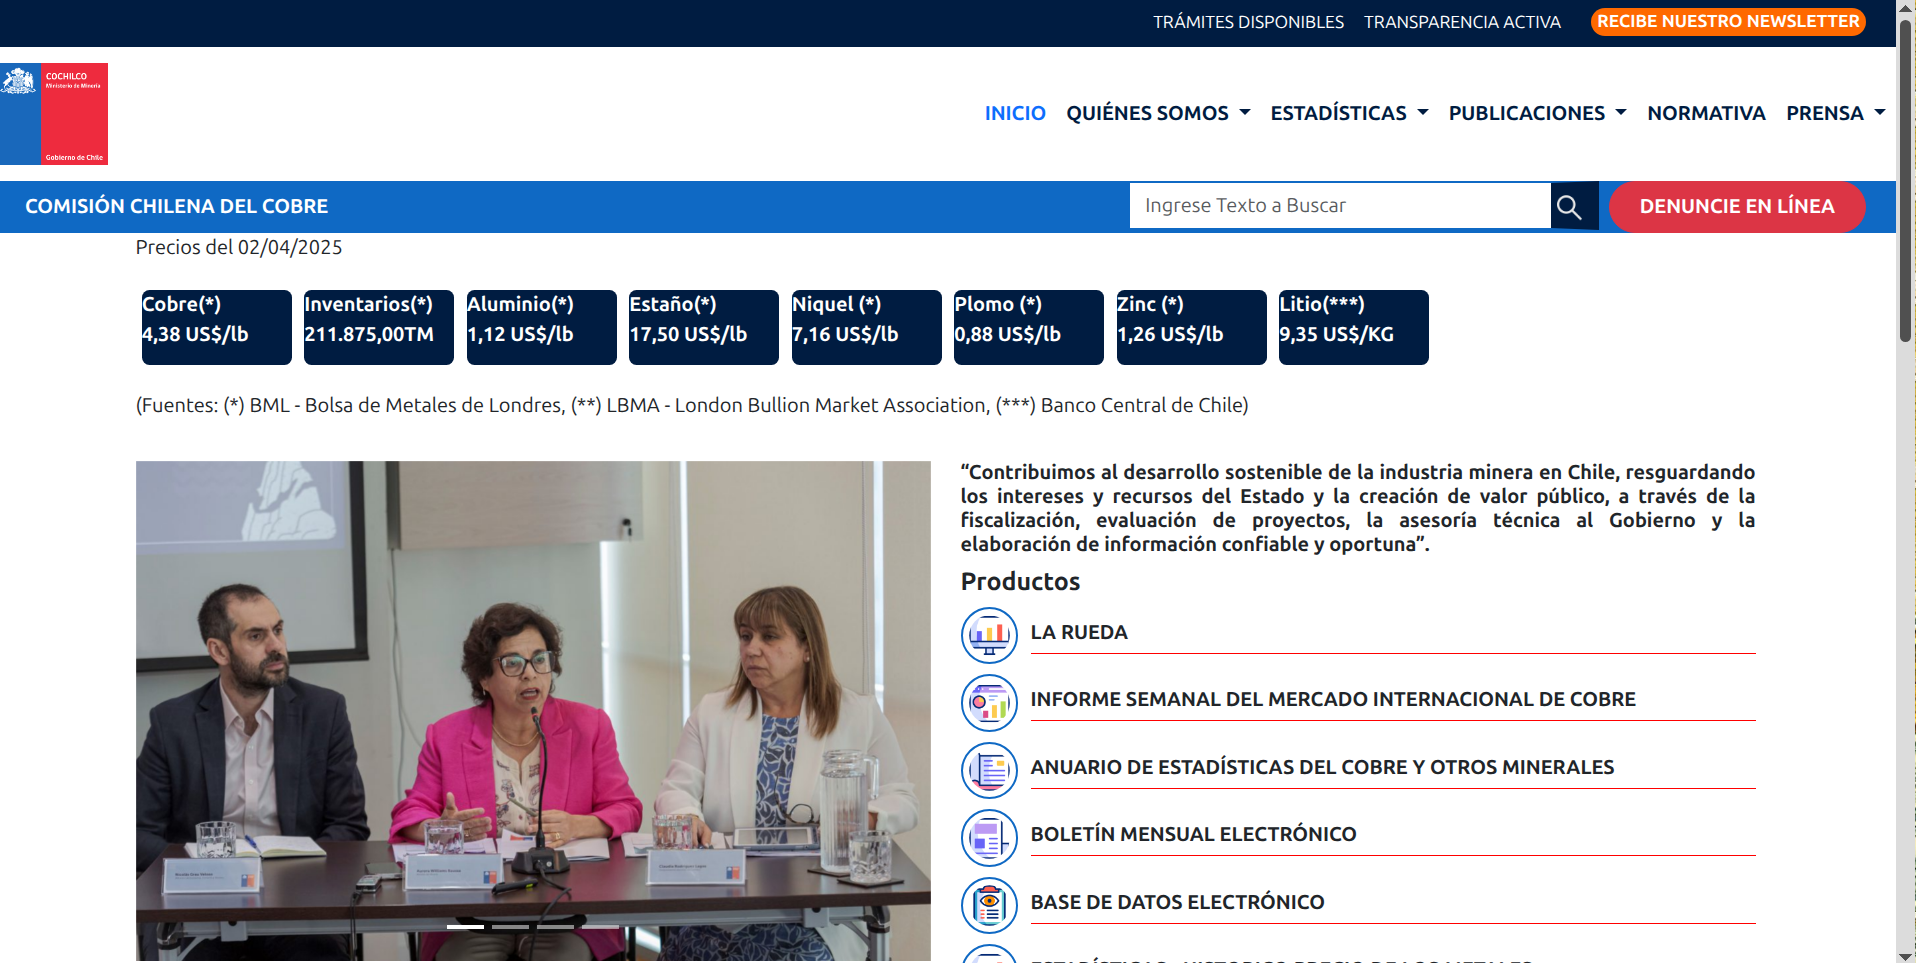 TRÁMITES DISPONIBLES TRANSPARENCIA ACTIVA RECIBE NUESTRO NEWSLETTER
COCHILCO
Ministerio de Minería
Gobierno de Chile
INICIO QUIÉNES SOMOS ESTADÍSTICAS PUBLICACIONES NORMATIVA PRENSA
COMISIÓN CHILENA DEL COBRE
Ingrese Texto a Buscar
DENUNCIE EN LÍNEA
Precios del 02/04/2025
Cobre(*)
4,38 US$/lb
Inventarios(*)
211.875,00TM
Aluminio(*)
1,12 US$/lb
Estaño(*)
17,50 US$/lb
Niquel (*)
7,16 US$/lb
Plomo (*)
0,88 US$/lb
Zinc (*)
1,26 US$/lb
Litio(***)
9,35 US$/KG
(Fuentes: (*) BML - Bolsa de Metales de Londres, (**) LBMA - London Bullion Market Association, (***) Banco Central de Chile)
“Contribuimos al desarrollo sostenible de la industria minera en Chile, resguardando
los intereses y recursos del Estado y la creación de valor público, a través de la
fiscalización, evaluación de proyectos, la asesoría técnica al Gobierno y la
elaboración de información confiable y oportuna”.
Productos
LA RUEDA
INFORME SEMANAL DEL MERCADO INTERNACIONAL DE COBRE
ANUARIO DE ESTADÍSTICAS DEL COBRE Y OTROS MINERALES
BOLETÍN MENSUAL ELECTRÓNICO
BASE DE DATOS ELECTRÓNICO